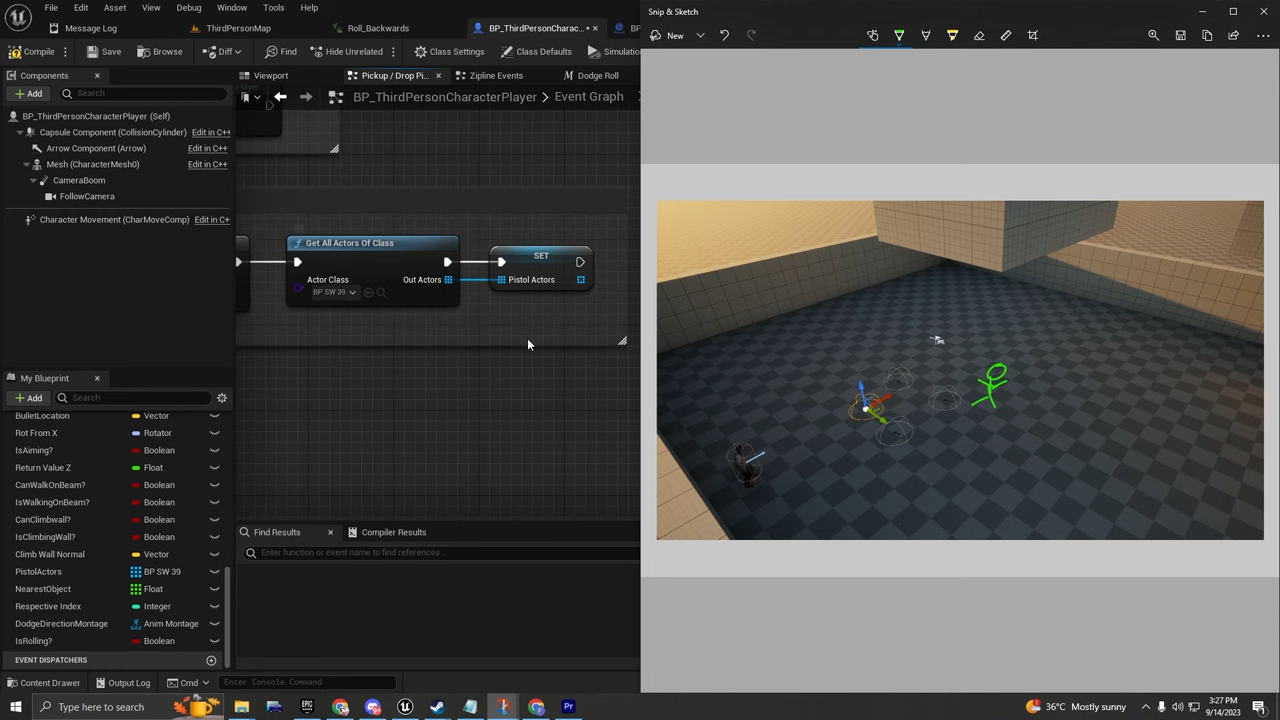 File Edit Asset View Debug Window Tools Help
Message Log ThirdPersonMap Roll_Backwards BP_ThirdPersonCharac... BP
Compile Save Browse Diff Find Hide Unrelated Class Settings Class Defaults Simulation
Components Viewport Pickup / Drop Pi... Zipline Events Dodge Roll
Add Search BP_ThirdPersonCharacterPlayer > Event Graph
BP_ThirdPersonCharacterPlayer (Self)
Capsule Component (CollisionCylinder) Edit in C++
Arrow Component (Arrow) Edit in C++
Mesh (CharacterMesh0) Edit in C++
CameraBoom
FollowCamera
Character Movement (CharMoveComp) Edit in C+
Get All Actors Of Class
Actor Class Out Actors
BP SW 39
SET
Pistol Actors
My Blueprint
Add Search
BulletLocation Vector
Rot From X Rotator
IsAiming? Boolean
Return Value Z Float
CanWalkOnBeam? Boolean
IsWalkingOnBeam? Boolean
CanClimbwall? Boolean
IsClimbingWall? Boolean
Climb Wall Normal Vector
PistolActors BP SW 39
NearestObject Float
Respective Index Integer
DodgeDirectionMontage Anim Montage
IsRolling? Boolean
EVENT DISPATCHERS
Find Results Compiler Results
Enter function or event name to find references...
Content Drawer Output Log Cmd Enter Console Command
Snip & Sketch
New
Type here to search
36°C Mostly sunny
3:27 PM
9/14/2023